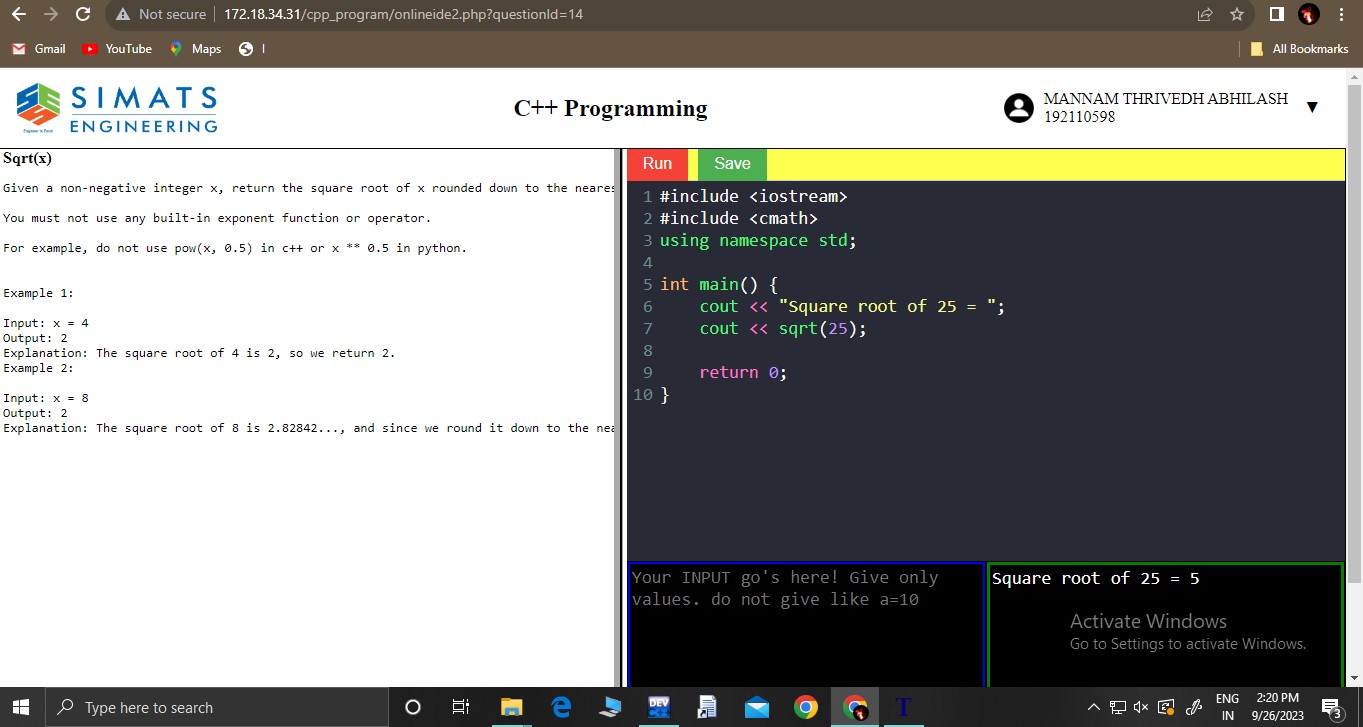 Not secure
172.18.34.31/cpp_program/onlineide2.php?questionId=14
Gmail
YouTube
Maps
I
All Bookmarks
SIMATS
ENGINEERING
Engineer to Excel
C++ Programming
MANNAM THRIVEDH ABHILASH
192110598
▼
Sqrt(x)
Given a non-negative integer x, return the square root of x rounded down to the neares
You must not use any built-in exponent function or operator.
For example, do not use pow(x, 0.5) in c++ or x ** 0.5 in python.
Example 1:
Input: x = 4
Output: 2
Explanation: The square root of 4 is 2, so we return 2.
Example 2:
Input: x = 8
Output: 2
Explanation: The square root of 8 is 2.82842..., and since we round it down to the nea
Run
Save
1 #include <iostream>
2 #include <cmath>
3 using namespace std;
4
5 int main() {
6     cout << "Square root of 25 = ";
7     cout << sqrt(25);
8
9     return 0;
10 }
Your INPUT go's here! Give only
values. do not give like a=10
Square root of 25 = 5
Activate Windows
Go to Settings to activate Windows.
Type here to search
DEV
C++
T
ENG
IN
2:20 PM
9/26/2023
3